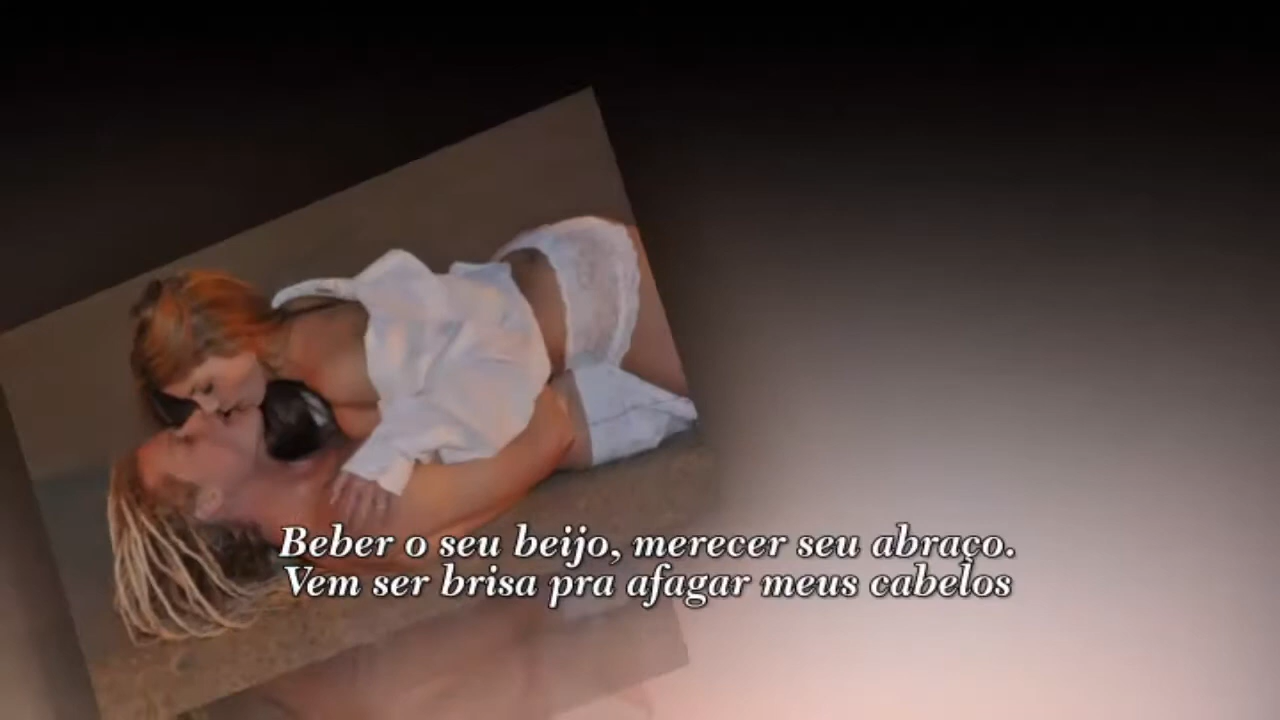 Beber o seu beijo, merecer seu abraço.
Vem ser brisa pra afagar meus cabelos